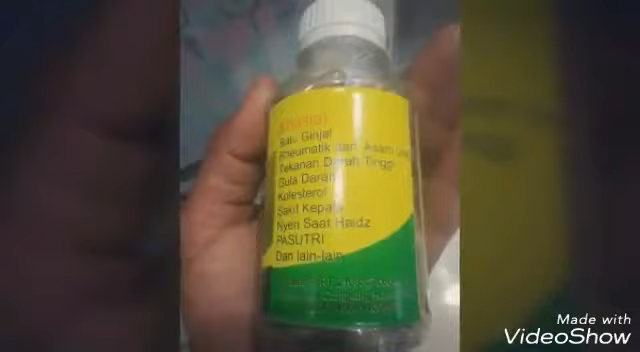 Khasiat
Batu Ginjal
Rheumatik dan Asam Urat
Tekanan Darah Tinggi
Gula Darah
Kolesterol
Sakit Kepala
Nyeri Saat Haidz
PASUTRI
Dan lain-lain
Made with
VideoShow